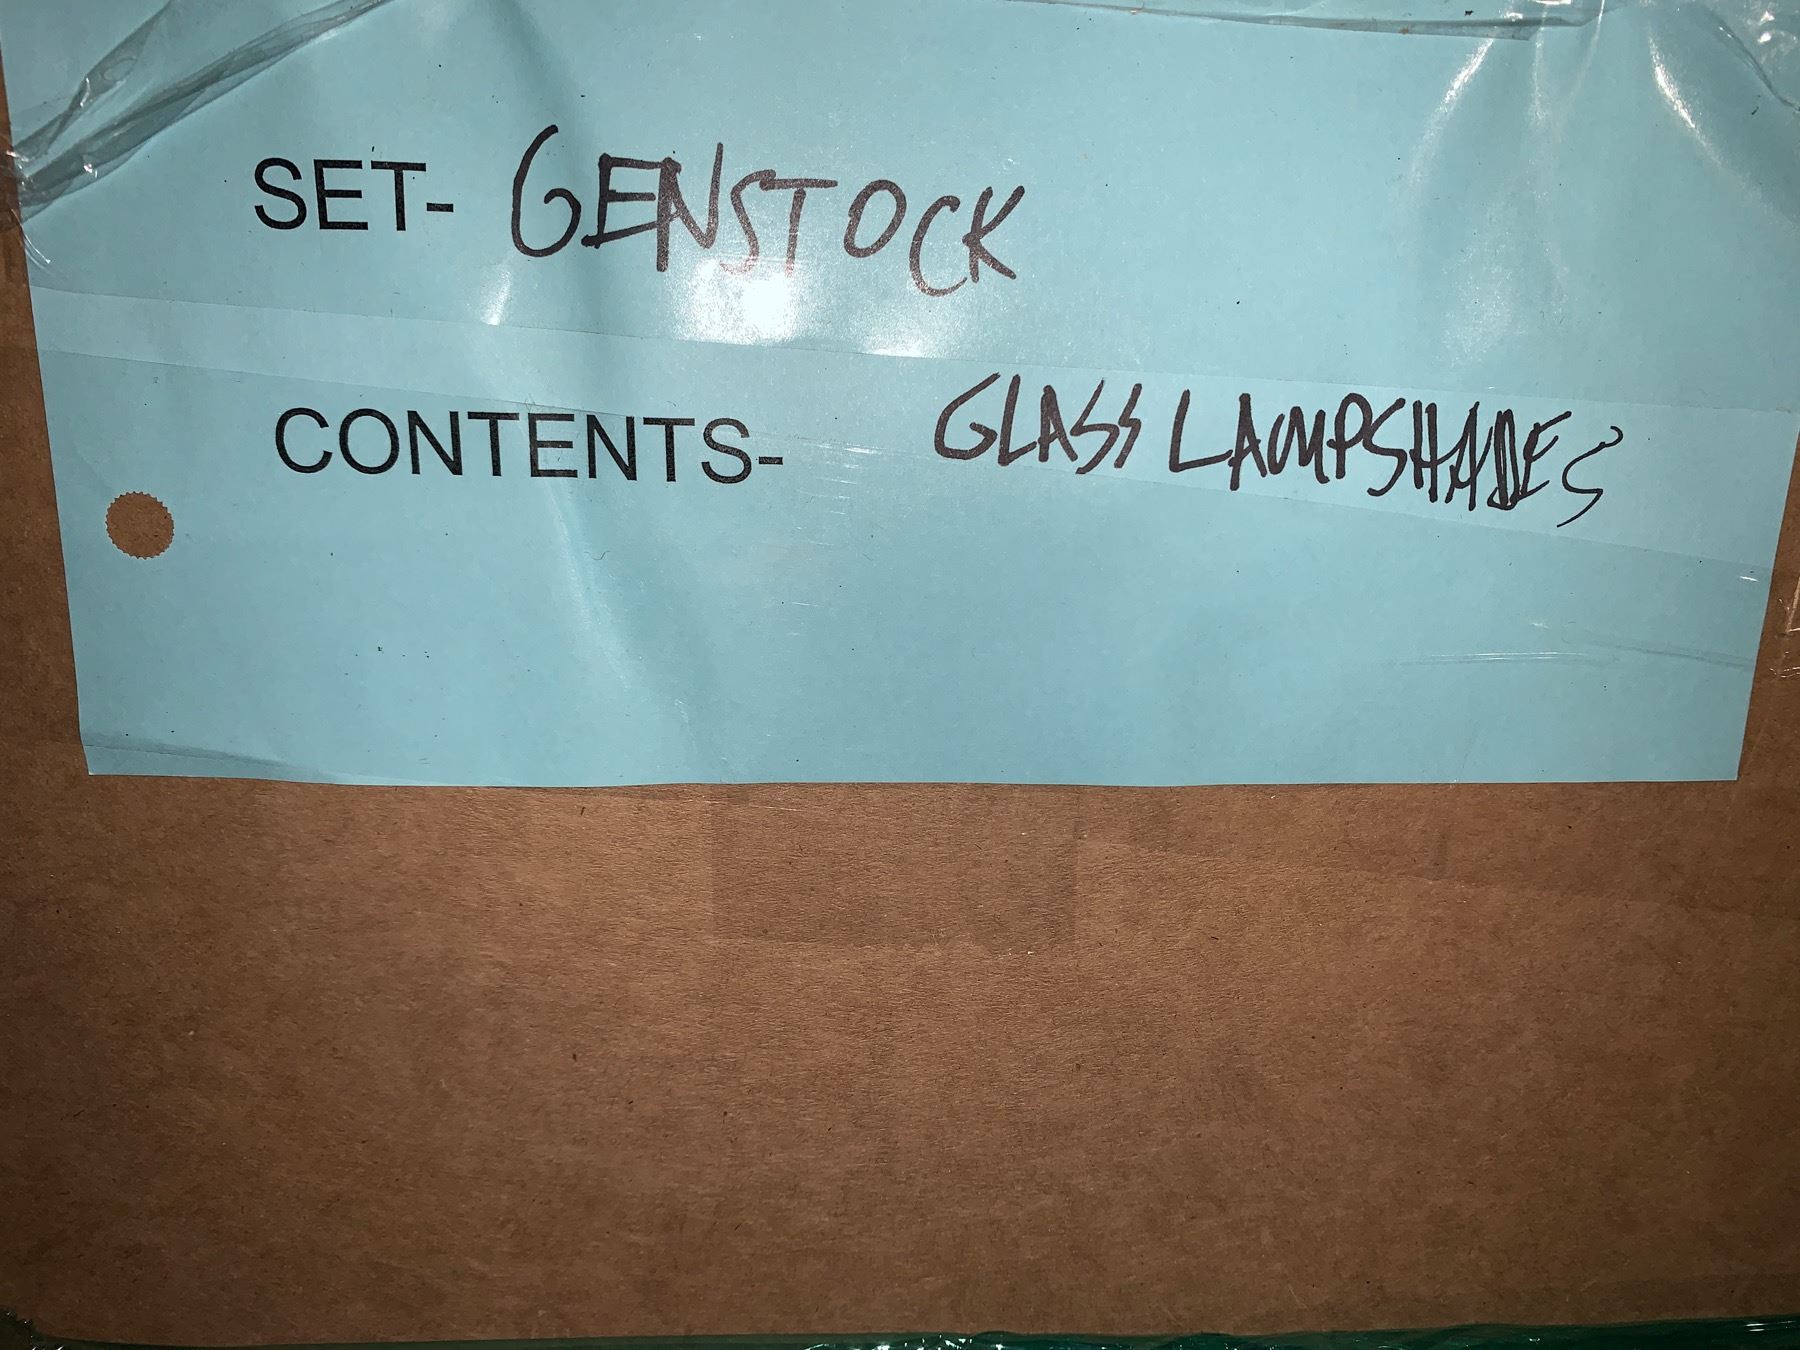 SET- GENSTOCK
CONTENTS- GLASS LAMPSHADES